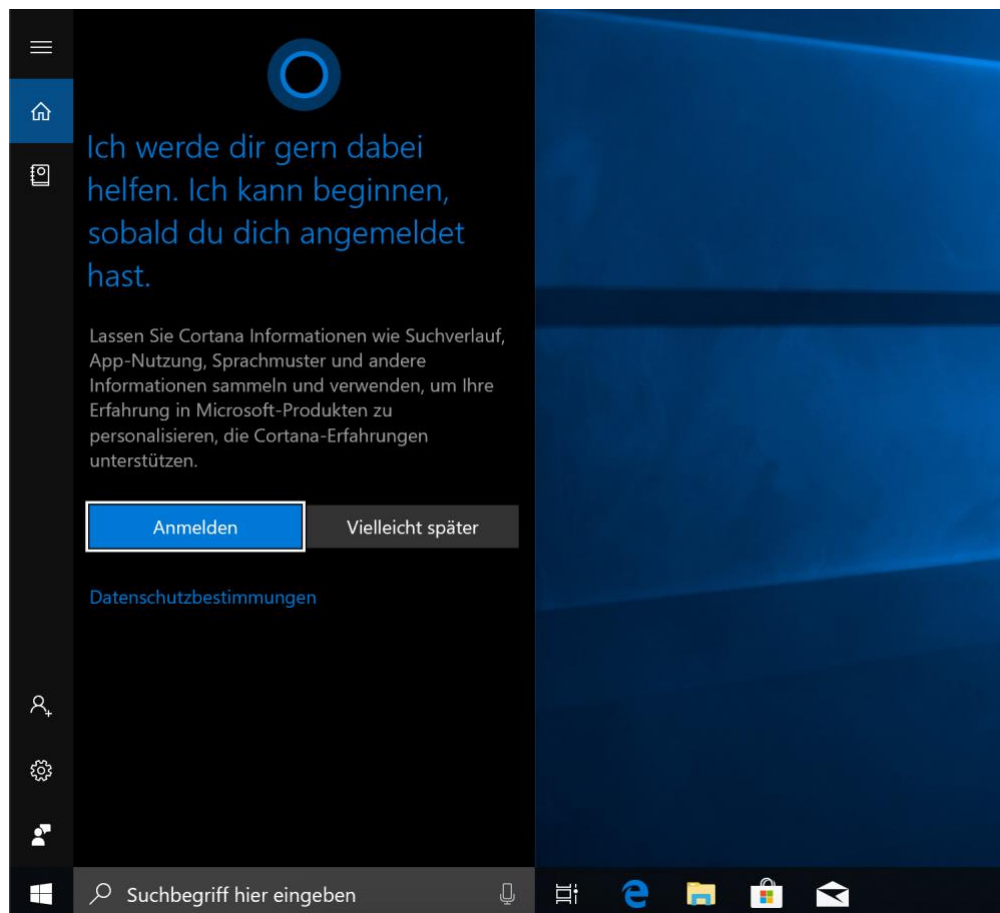 Ich werde dir gern dabei
helfen. Ich kann beginnen,
sobald du dich angemeldet
hast.
Lassen Sie Cortana Informationen wie Suchverlauf,
App-Nutzung, Sprachmuster und andere
Informationen sammeln und verwenden, um Ihre
Erfahrung in Microsoft-Produkten zu
personalisieren, die Cortana-Erfahrungen
unterstützen.
Anmelden
Vielleicht später
Datenschutzbestimmungen
Suchbegriff hier eingeben